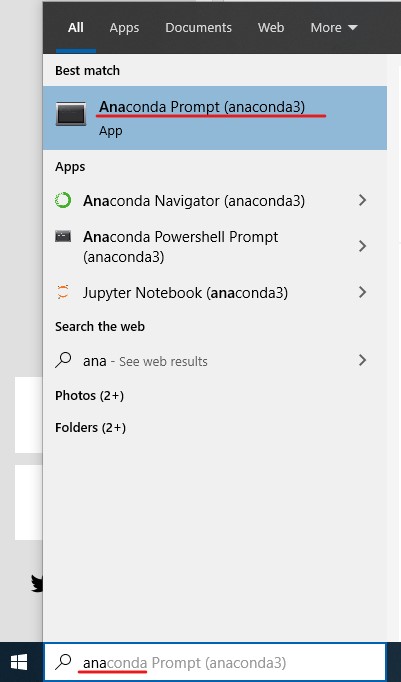 All Apps Documents Web More
Best match
Anaconda Prompt (anaconda3)
App
Apps
Anaconda Navigator (anaconda3)
Anaconda Powershell Prompt
(anaconda3)
Jupyter Notebook (anaconda3)
Search the web
ana - See web results
Photos (2+)
Folders (2+)
anaconda Prompt (anaconda3)